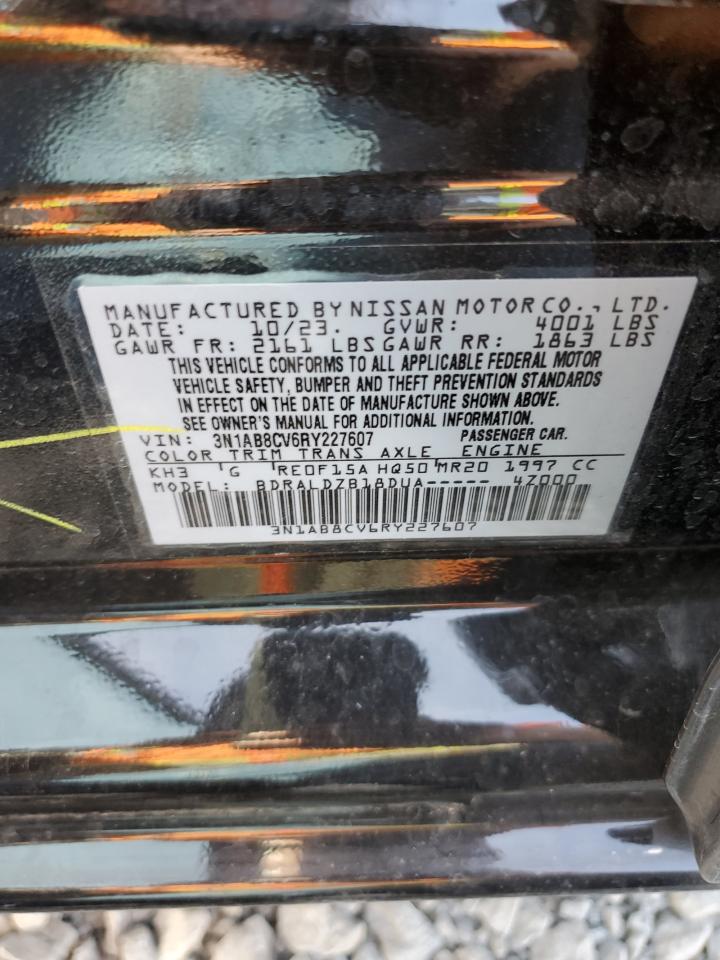 MANUFACTURED BY NISSAN MOTOR CO., LTD.
DATE: 10/23. GVWR: 4001 LBS
GAWR FR: 2161 LBS GAWR RR: 1863 LBS
THIS VEHICLE CONFORMS TO ALL APPLICABLE FEDERAL MOTOR
VEHICLE SAFETY, BUMPER AND THEFT PREVENTION STANDARDS
IN EFFECT ON THE DATE OF MANUFACTURE SHOWN ABOVE.
SEE OWNER'S MANUAL FOR ADDITIONAL INFORMATION.
VIN: 3N1AB8CV6RY227607 PASSENGER CAR.
COLOR TRIM TRANS AXLE ENGINE
KH3 G RE0F15A HQ50 MR20 1997 CC
MODEL: BDRALDZB18DUA----- 4Z000
3N1AB8CV6RY227607